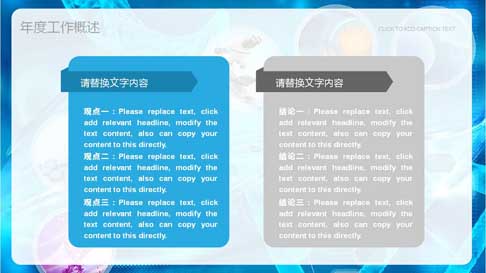 年度工作概述
CLICK TO ADD CAPTION TEXT
请替换文字内容
观点一：Please replace text, click
add relevant headline, modify the
text content, also can copy your
content to this directly.
观点二：Please replace text, click
add relevant headline, modify the
text content, also can copy your
content to this directly.
观点三：Please replace text, click
add relevant headline, modify the
text content, also can copy your
content to this directly.
请替换文字内容
结论一：Please replace text, click
add relevant headline, modify the
text content, also can copy your
content to this directly.
结论二：Please replace text, click
add relevant headline, modify the
text content, also can copy your
content to this directly.
结论三：Please replace text, click
add relevant headline, modify the
text content, also can copy your
content to this directly.